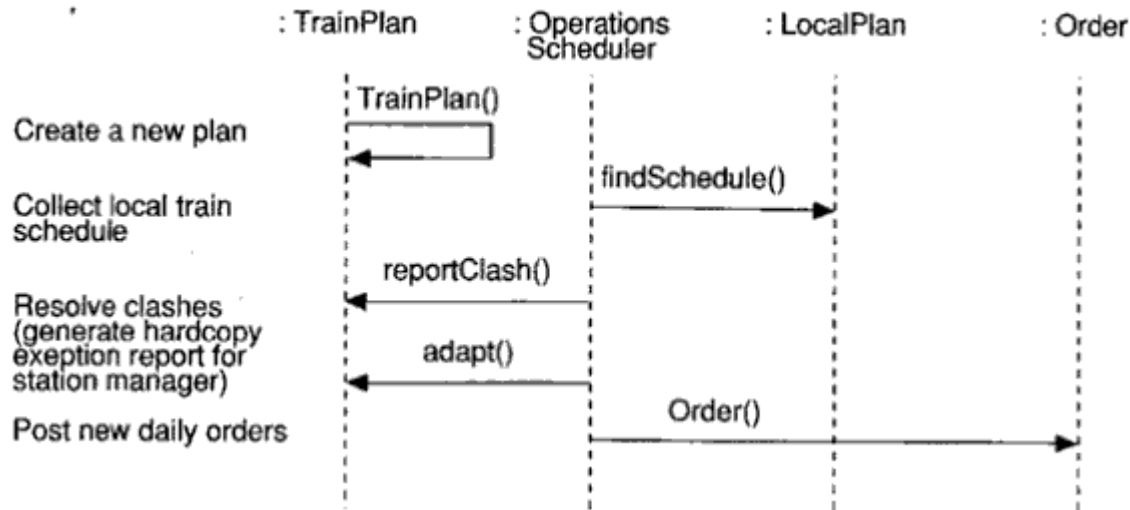 : TrainPlan
: Operations
Scheduler
: LocalPlan
: Order
TrainPlan()
Create a new plan
findSchedule()
Collect local train
schedule
reportClash()
Resolve clashes
(generate hardcopy
exeption report for
station manager)
adapt()
Order()
Post new daily orders